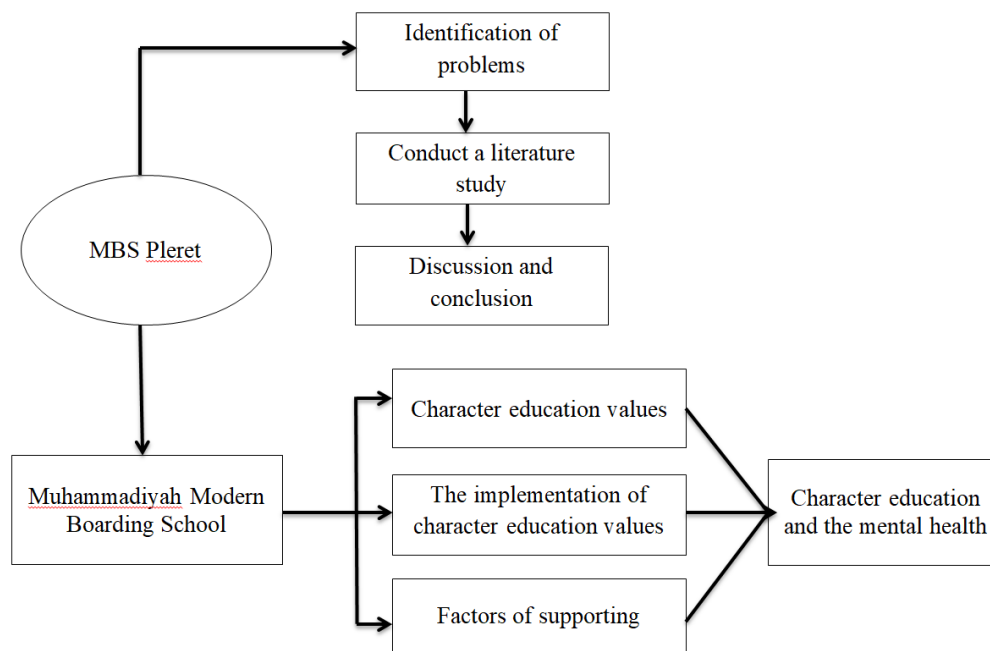 Identification of
problems
Conduct a literature
study
MBS Pleret
Discussion and
conclusion
Character education values
Muhammadiyah Modern
Boarding School
The implementation of
character education values
Character education
and the mental health
Factors of supporting